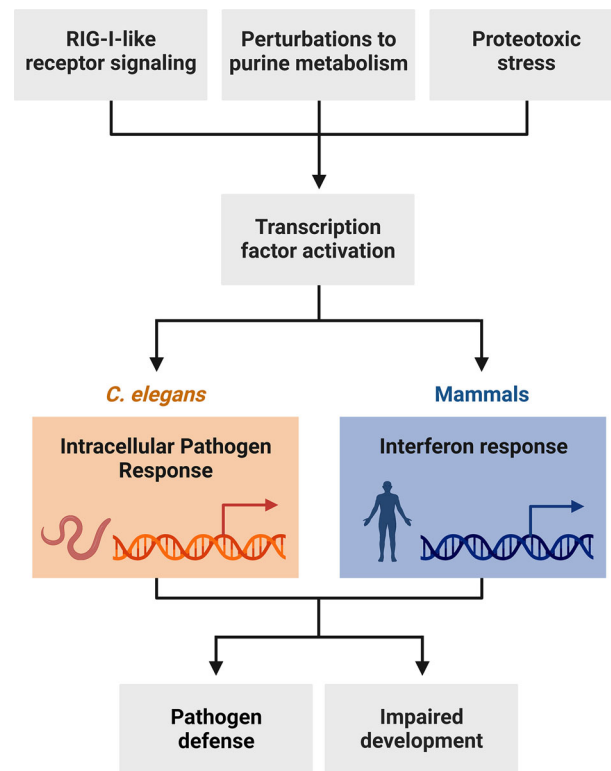 RIG-I-like
receptor signaling
Perturbations to
purine metabolism
Proteotoxic
stress
Transcription
factor activation
C. elegans
Mammals
Intracellular Pathogen
Response
Interferon response
Pathogen
defense
Impaired
development